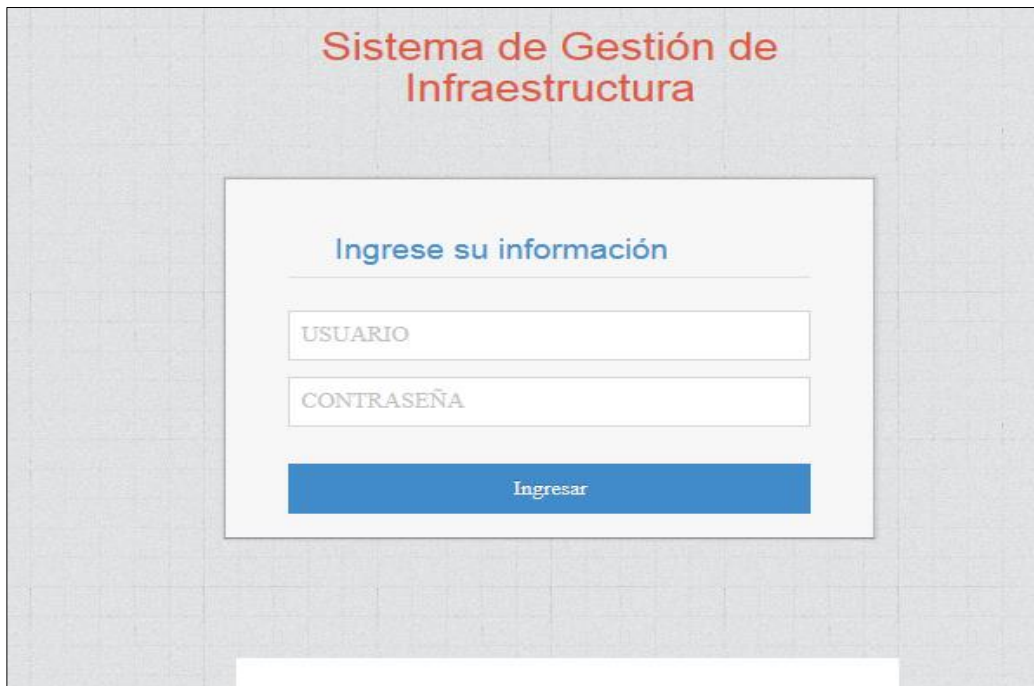 Sistema de Gestión de
Infraestructura
Ingrese su información
USUARIO
CONTRASEÑA
Ingresar